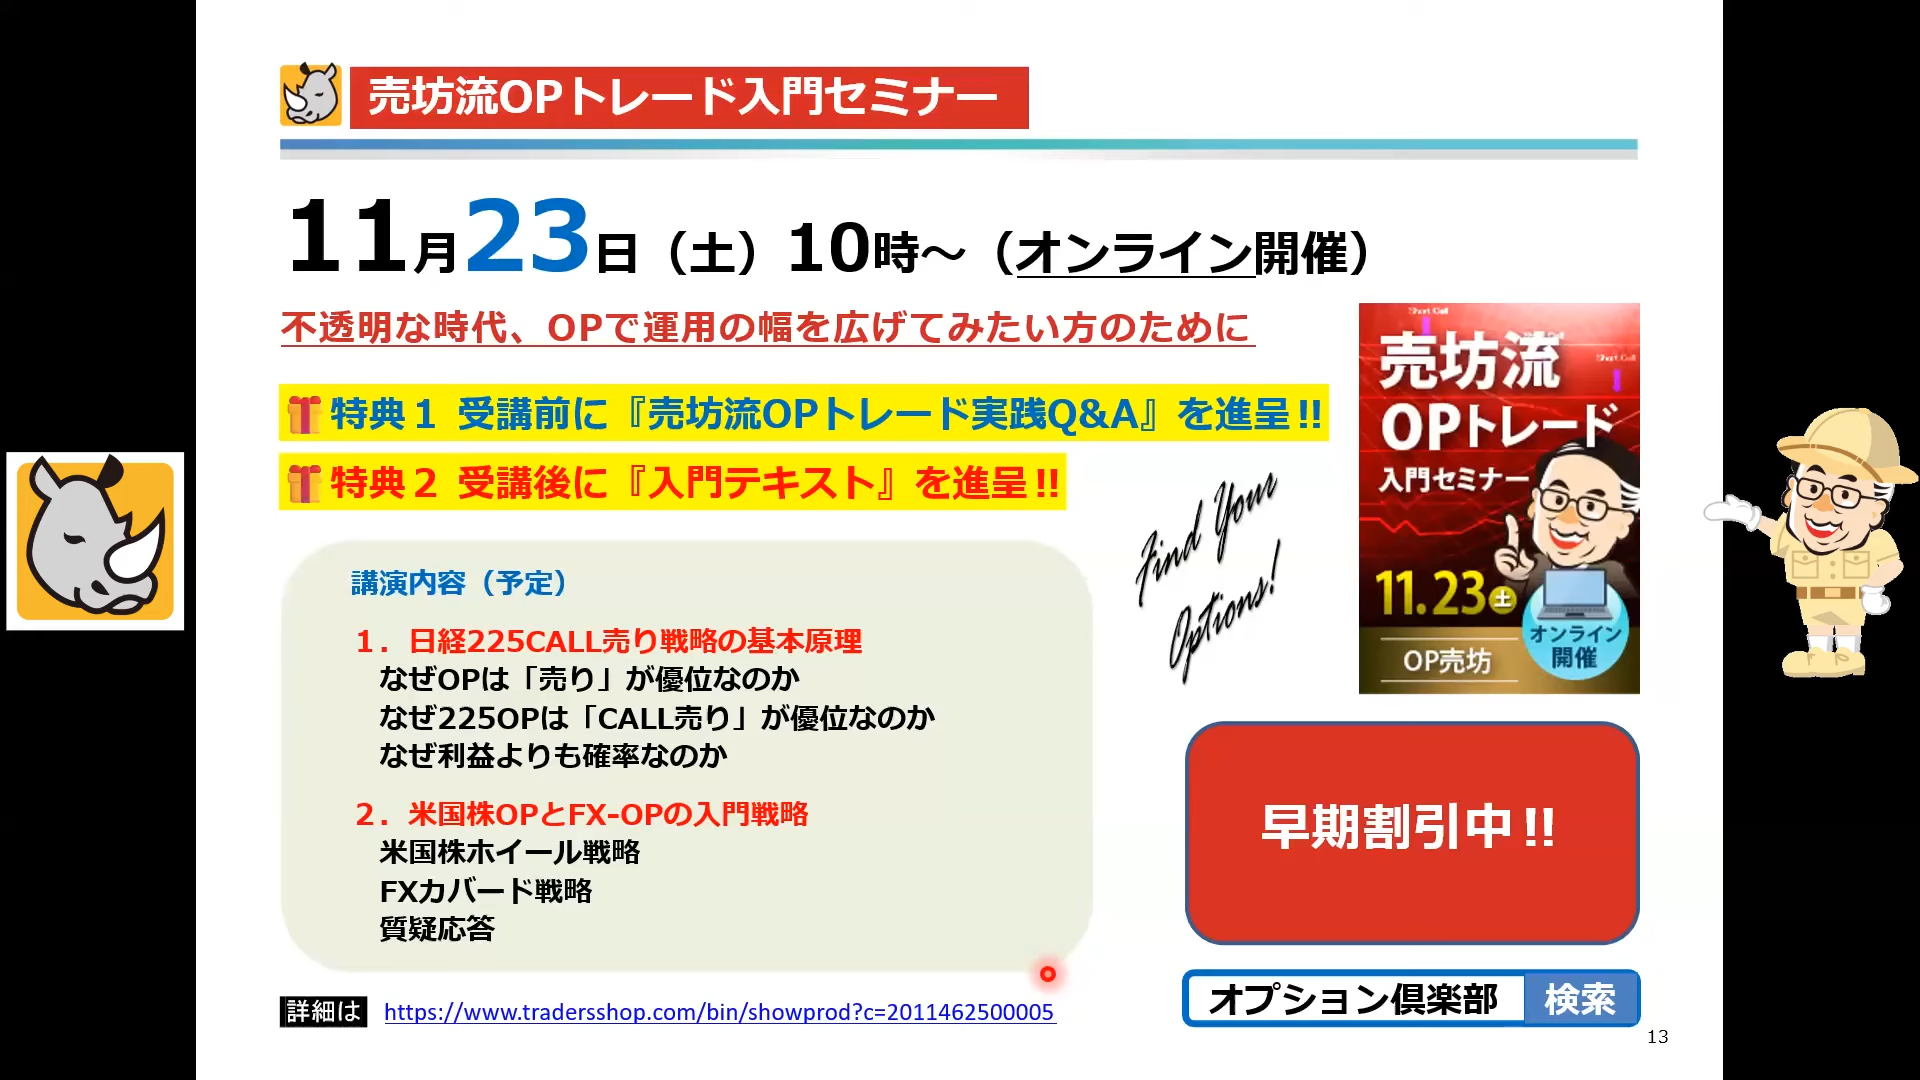 売坊流OPトレード入門セミナー
11月23日（土）10時～（オンライン開催）
不透明な時代、OPで運用の幅を広げてみたい方のために
特典１ 受講前に『売坊流OPトレード実践Q&A』を進呈!!
特典２ 受講後に『入門テキスト』を進呈!!
Find Your
Options!
Short Call
売坊流
Short Call
OPトレード
入門セミナー
11.23土
オンライン
開催
OP売坊
講演内容（予定）
１．日経225CALL売り戦略の基本原理
なぜOPは「売り」が優位なのか
なぜ225OPは「CALL売り」が優位なのか
なぜ利益よりも確率なのか
２．米国株OPとFX-OPの入門戦略
米国株ホイール戦略
FXカバード戦略
質疑応答
早期割引中!!
詳細は https://www.tradersshop.com/bin/showprod?c=2011462500005
オプション倶楽部 検索
13